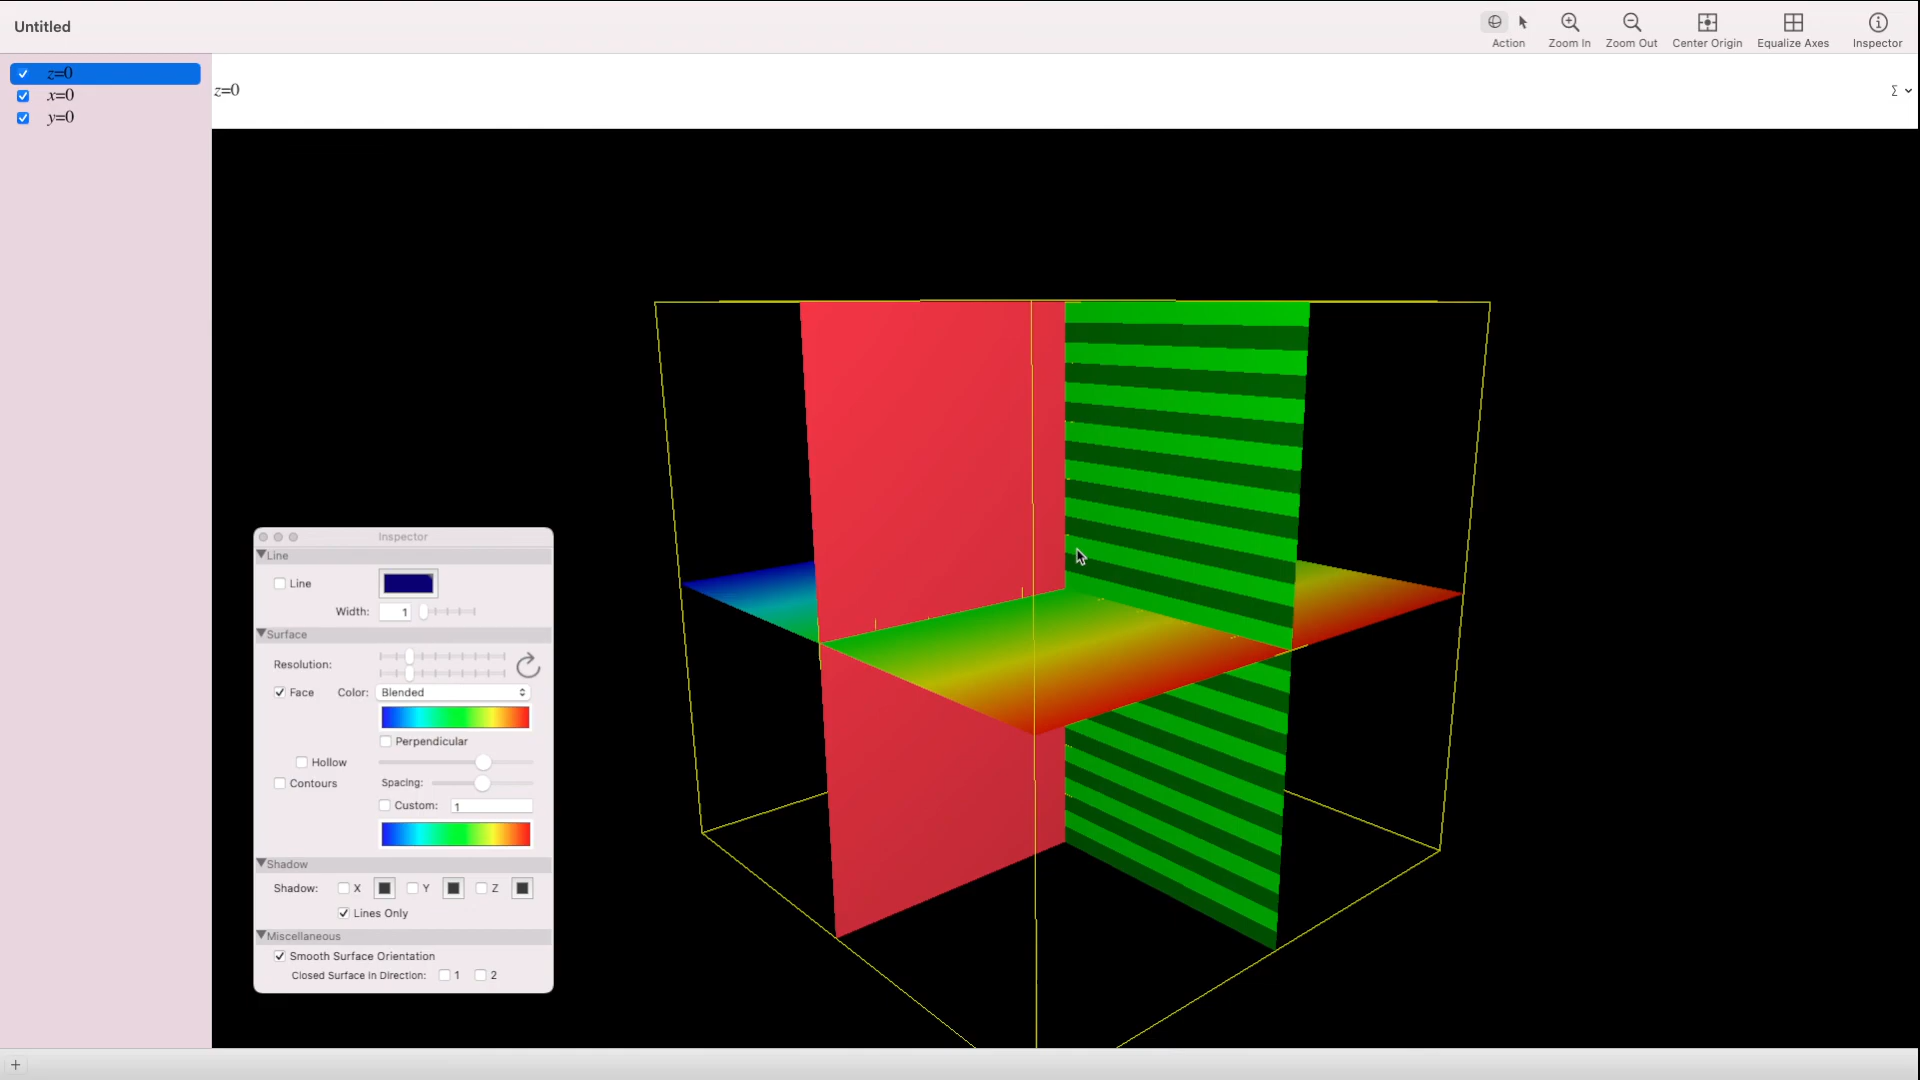 Untitled
Action
Zoom In
Zoom Out
Center Origin
Equalize Axes
Inspector
z=0
x=0
y=0
z=0
Σ
Inspector
Line
Line
Width: 1
Surface
Resolution:
Face Color: Blended
Perpendicular
Hollow
Contours Spacing:
Custom: 1
Shadow
Shadow: X Y Z
Lines Only
Miscellaneous
Smooth Surface Orientation
Closed Surface in Direction: 1 2